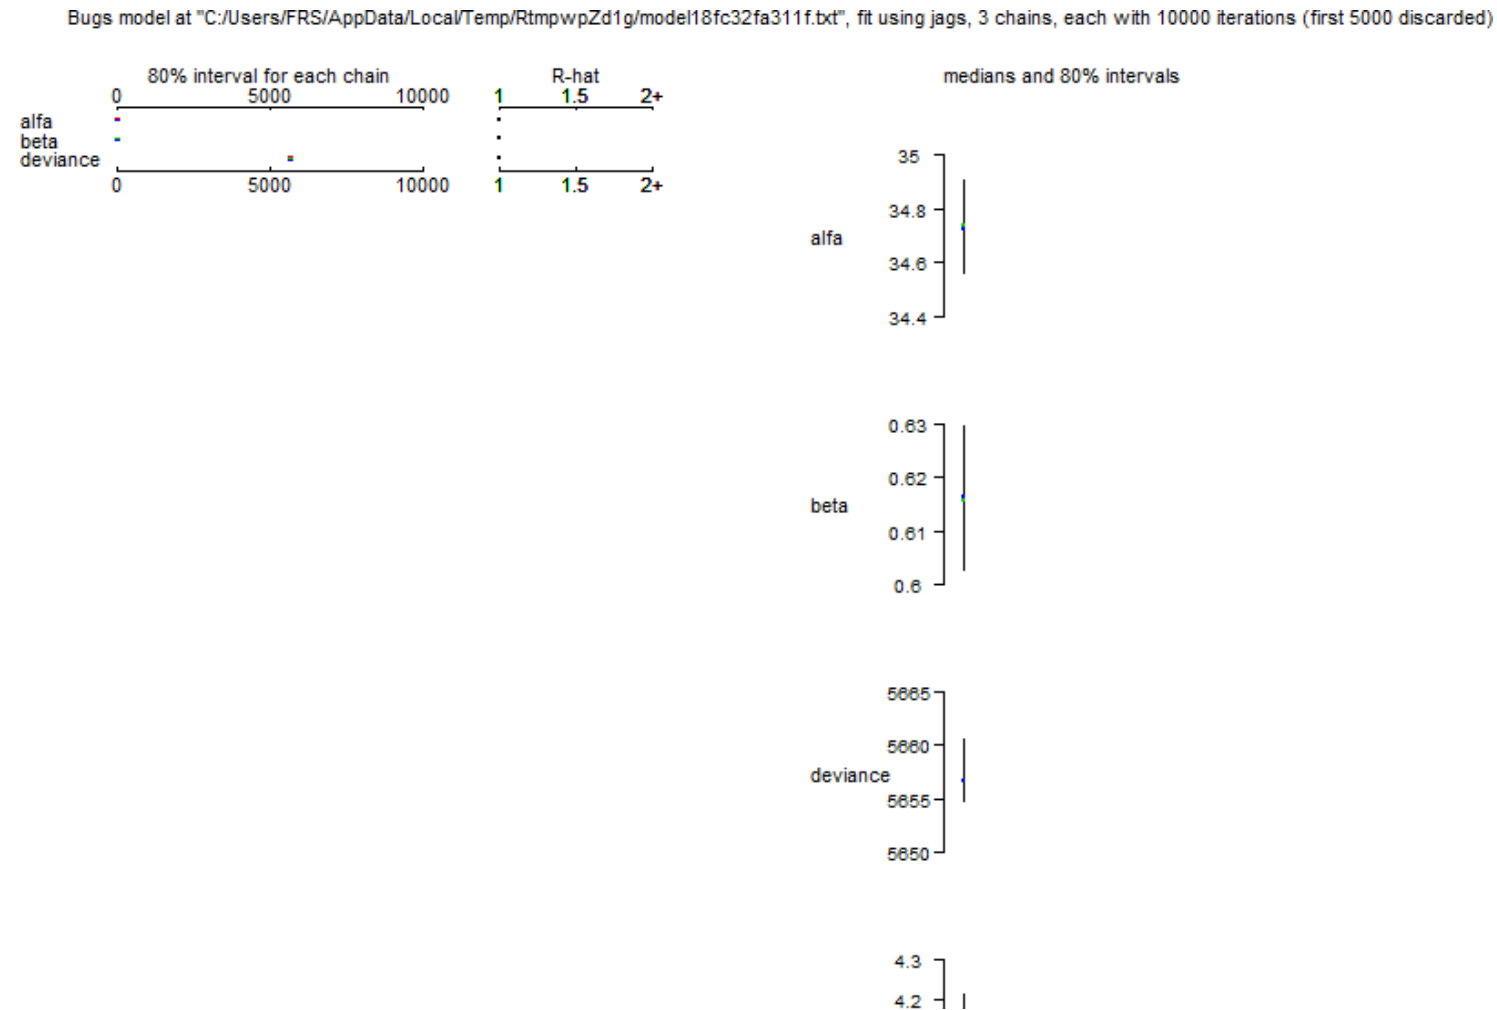 Bugs model at "C:/Users/FRS/AppData/Local/Temp/RtmpwpZd1g/model18fc32fa311f.txt", fit using jags, 3 chains, each with 10000 iterations (first 5000 discarded)
80% interval for each chain R-hat
0 5000 10000 1 1.5 2+
alfa
beta
deviance
0 5000 10000 1 1.5 2+
medians and 80% intervals
35
34.8
alfa
34.6
34.4
0.63
0.62
beta
0.61
0.6
5665
5660
deviance
5655
5650
4.3
4.2